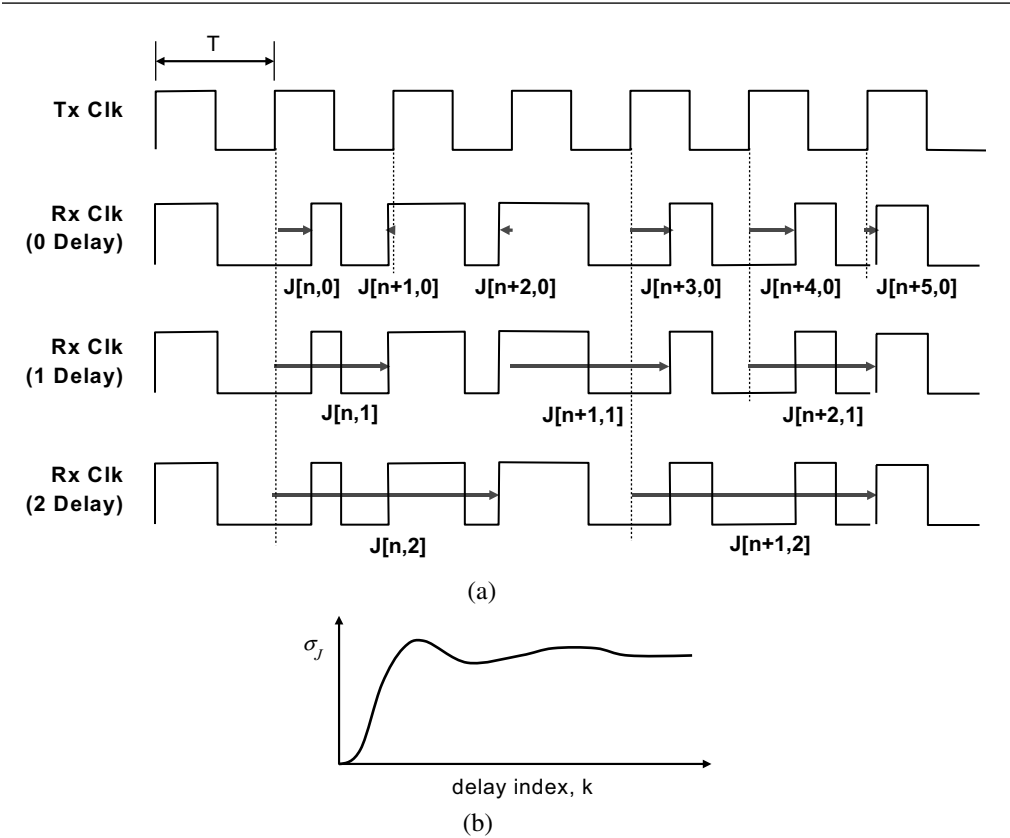 T
Tx Clk
Rx Clk
(0 Delay)
J[n,0] J[n+1,0] J[n+2,0] J[n+3,0] J[n+4,0] J[n+5,0]
Rx Clk
(1 Delay)
J[n,1] J[n+1,1] J[n+2,1]
Rx Clk
(2 Delay)
J[n,2] J[n+1,2]
(a)
σ_J
delay index, k
(b)